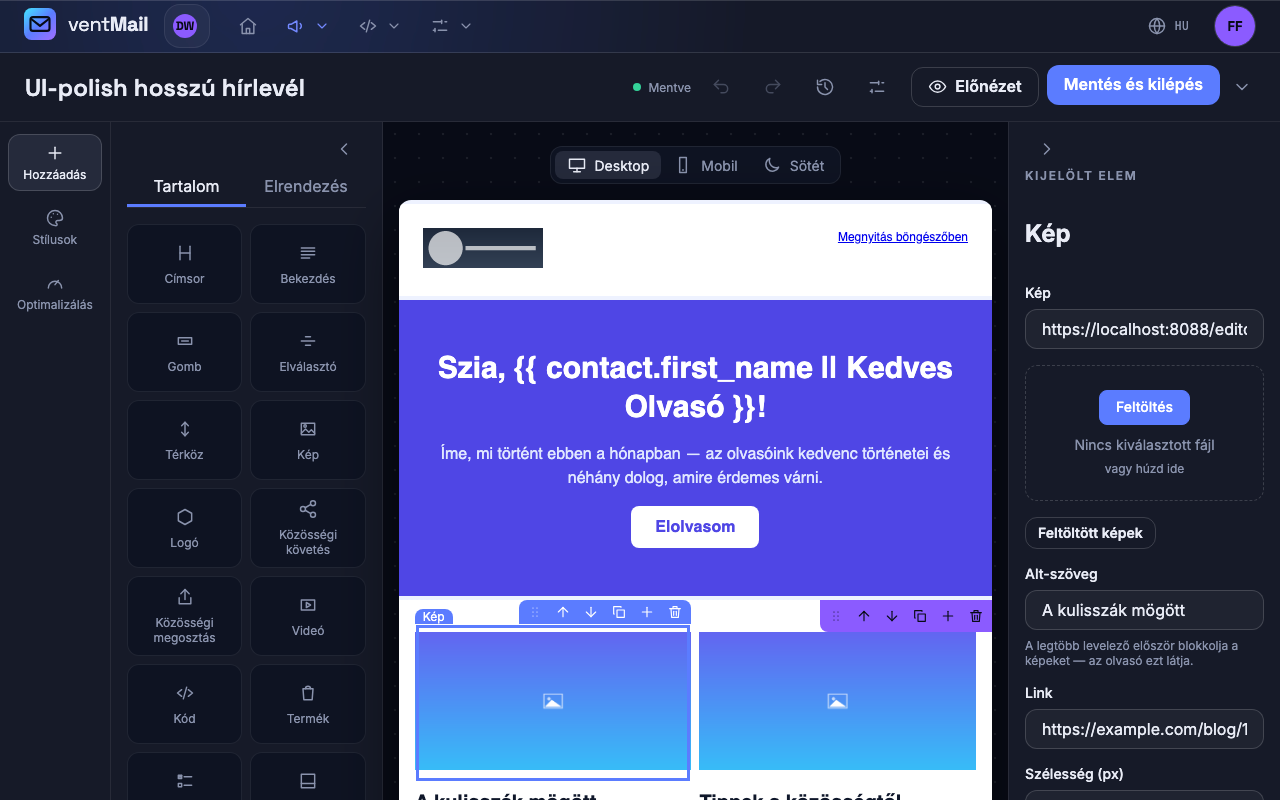 ventMail
DW
HU
FF
UI-polish hosszú hírlevél
Mentve
Előnézet
Mentés és kilépés
Hozzáadás
Stílusok
Optimalizálás
Tartalom
Elrendezés
Címsor
Bekezdés
Gomb
Elválasztó
Térköz
Kép
Logó
Közösségi
követés
Közösségi
megosztás
Videó
Kód
Termék
Desktop
Mobil
Sötét
Megnyitás böngészőben
Szia, {{ contact.first_name || Kedves
Olvasó }}!
Íme, mi történt ebben a hónapban — az olvasóink kedvenc történetei és
néhány dolog, amire érdemes várni.
Elolvasom
Kép
A kulisszák mögött
Tippek a közösségtől
KIJELÖLT ELEM
Kép
Kép
https://localhost:8088/edito
Feltöltés
Nincs kiválasztott fájl
vagy húzd ide
Feltöltött képek
Alt-szöveg
A kulisszák mögött
A legtöbb levelező először blokkolja a
képeket — az olvasó ezt látja.
Link
https://example.com/blog/1
Szélesség (px)